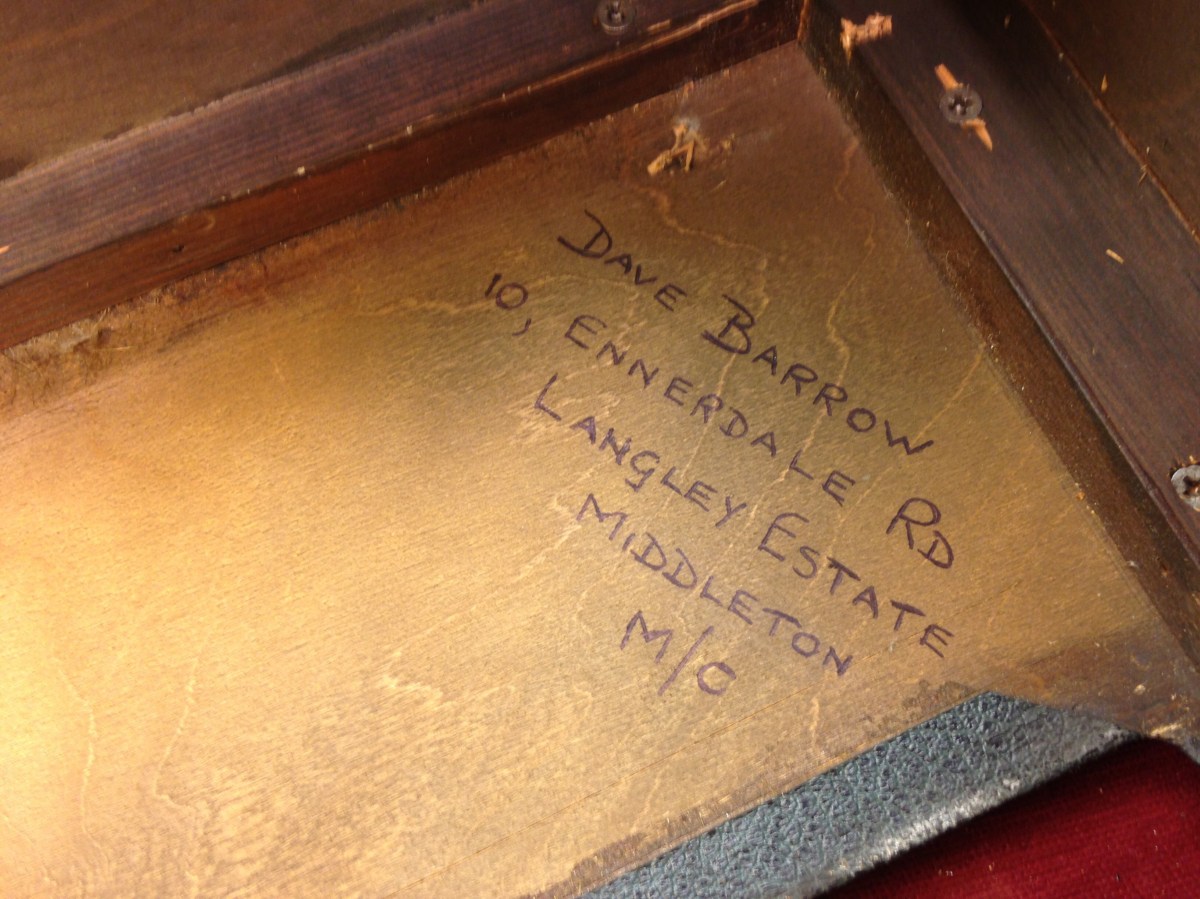 Dave Barrow
10, Ennerdale Rd
Langley Estate
Middleton
M/C